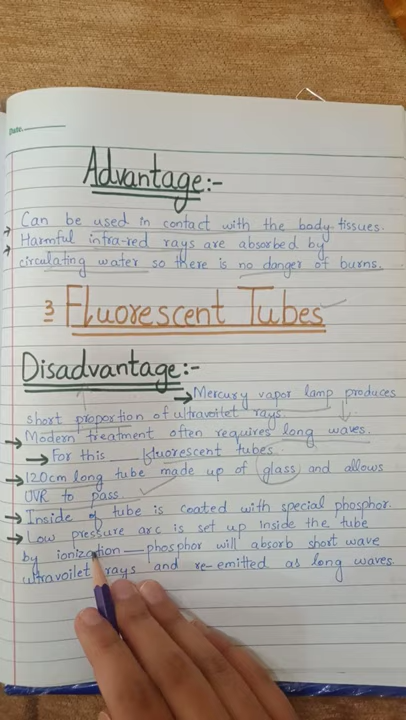 Date.
Advantage:-
→ Can be used in contact with the body tissues.
→ Harmful infra-red rays are absorbed by
circulating water so there is no danger of burns.
3 Fluorescent Tubes
Disadvantage:-
→ Mercury vapor lamp produces
short proportion of ultravoilet rays.
→ Modern treatment often requires long waves.
→ For this fluorescent tubes.
→ 120cm long tube made up of glass and allows
UVR to pass
→ Inside of tube is coated with special phosphor.
→ Low pressure arc is set up inside the tube
by ionization — phosphor will absorb short wave
ultravoilet rays and re-emitted as long waves